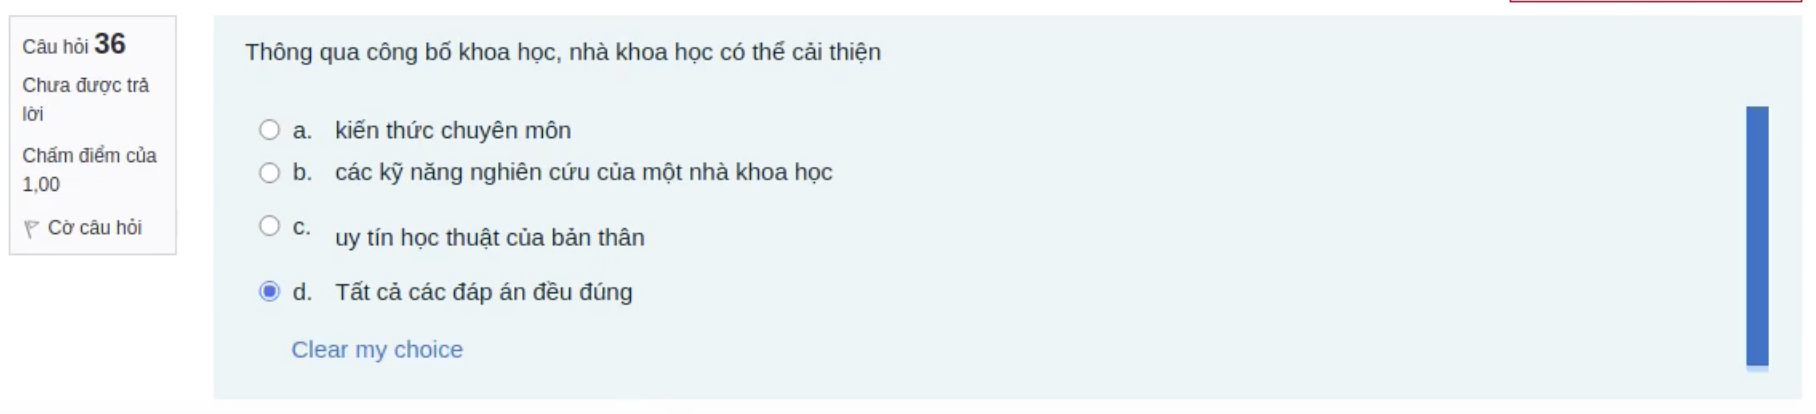 Câu hỏi 36
Chưa được trả
lời
Chấm điểm của
1,00
Cờ câu hỏi
Thông qua công bố khoa học, nhà khoa học có thể cải thiện
a. kiến thức chuyên môn
b. các kỹ năng nghiên cứu của một nhà khoa học
c. uy tín học thuật của bản thân
d. Tất cả các đáp án đều đúng
Clear my choice